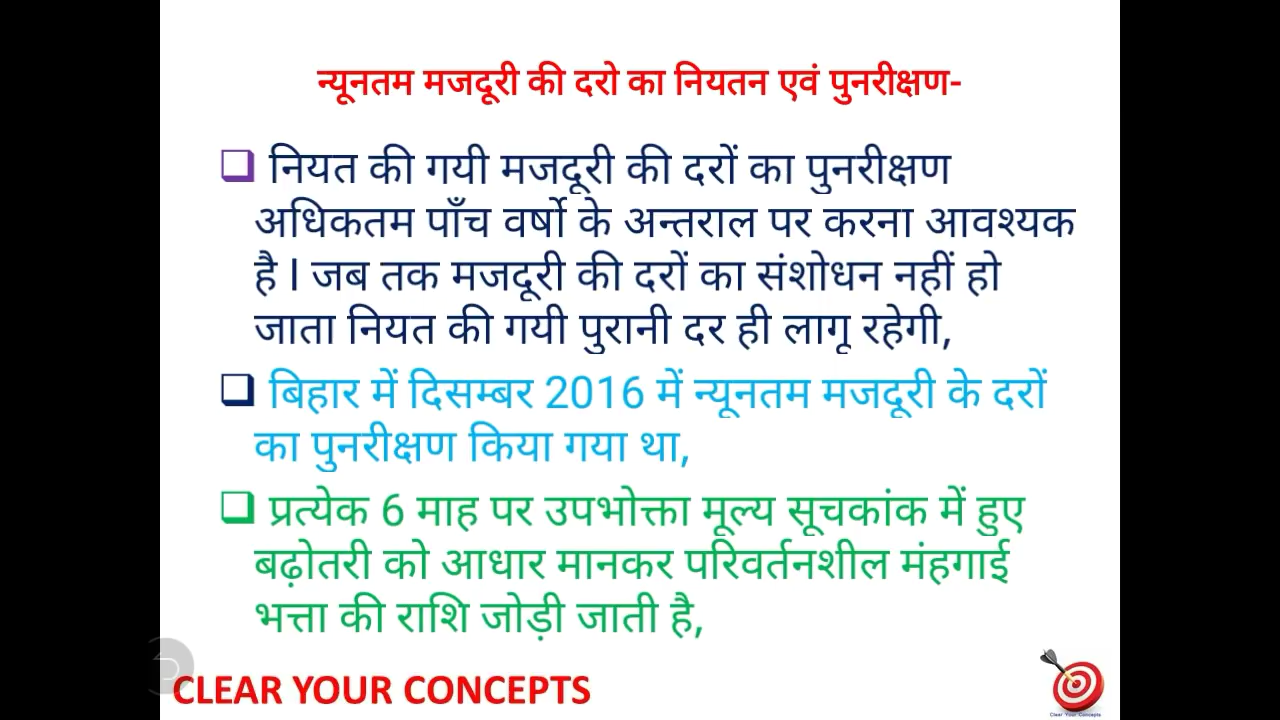 न्यूनतम मजदूरी की दरो का नियतन एवं पुनरीक्षण-
नियत की गयी मजदूरी की दरों का पुनरीक्षण
अधिकतम पाँच वर्षो के अन्तराल पर करना आवश्यक
है l जब तक मजदूरी की दरों का संशोधन नहीं हो
जाता नियत की गयी पुरानी दर ही लागू रहेगी,
बिहार में दिसम्बर 2016 में न्यूनतम मजदूरी के दरों
का पुनरीक्षण किया गया था,
प्रत्येक 6 माह पर उपभोक्ता मूल्य सूचकांक में हुए
बढ़ोतरी को आधार मानकर परिवर्तनशील मंहगाई
भत्ता की राशि जोड़ी जाती है,
CLEAR YOUR CONCEPTS
Clear Your Concepts